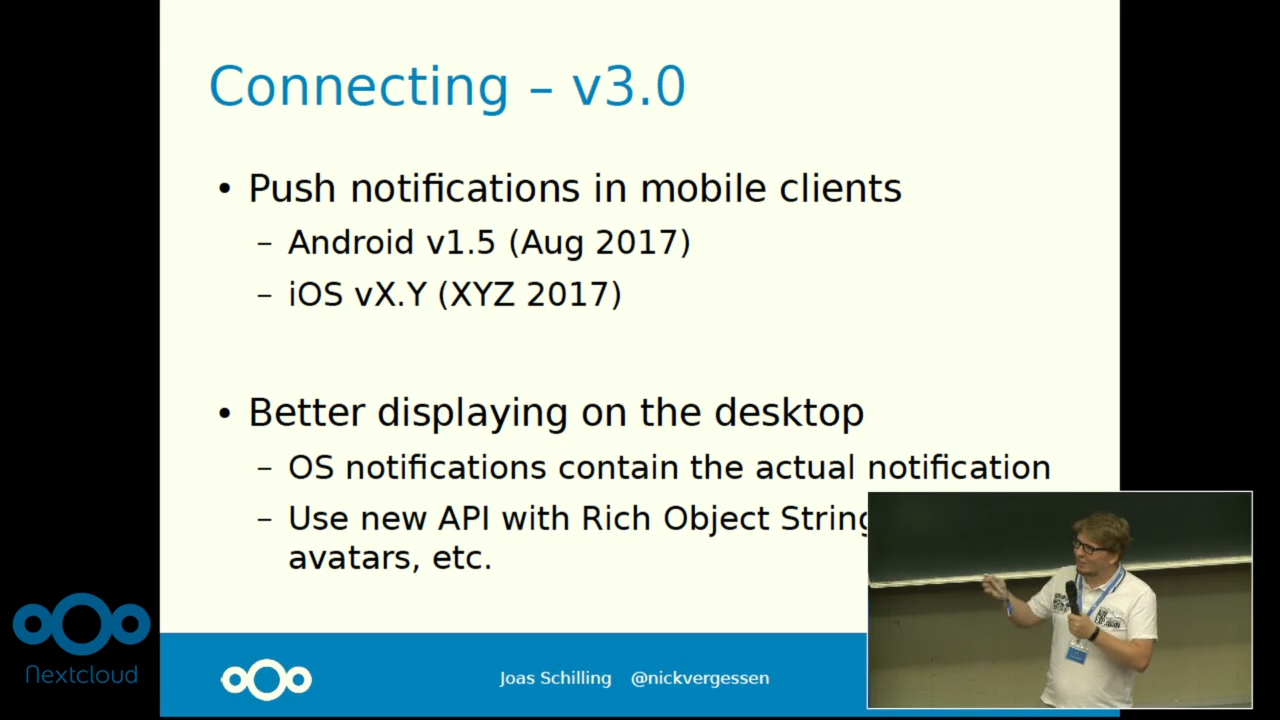 Connecting – v3.0
• Push notifications in mobile clients
– Android v1.5 (Aug 2017)
– iOS vX.Y (XYZ 2017)
• Better displaying on the desktop
– OS notifications contain the actual notification
– Use new API with Rich Object String
avatars, etc.
Nextcloud
Joas Schilling @nickvergessen